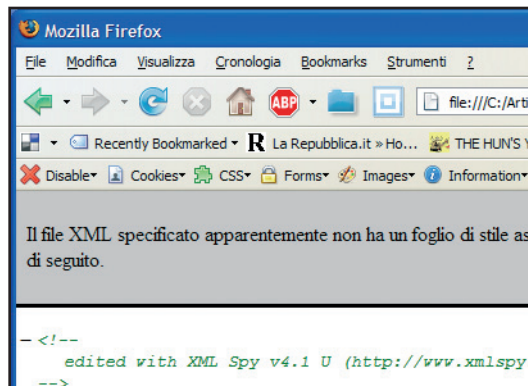 Mozilla Firefox
File Modifica Visualizza Cronologia Bookmarks Strumenti ?
ABP file:///C:/Arti
Recently Bookmarked R La Repubblica.it » Ho... THE HUN'S Y
Disable Cookies CSS Forms Images Information
Il file XML specificato apparentemente non ha un foglio di stile as
di seguito.
<!--
edited with XML Spy v4.1 U (http://www.xmlspy
-->